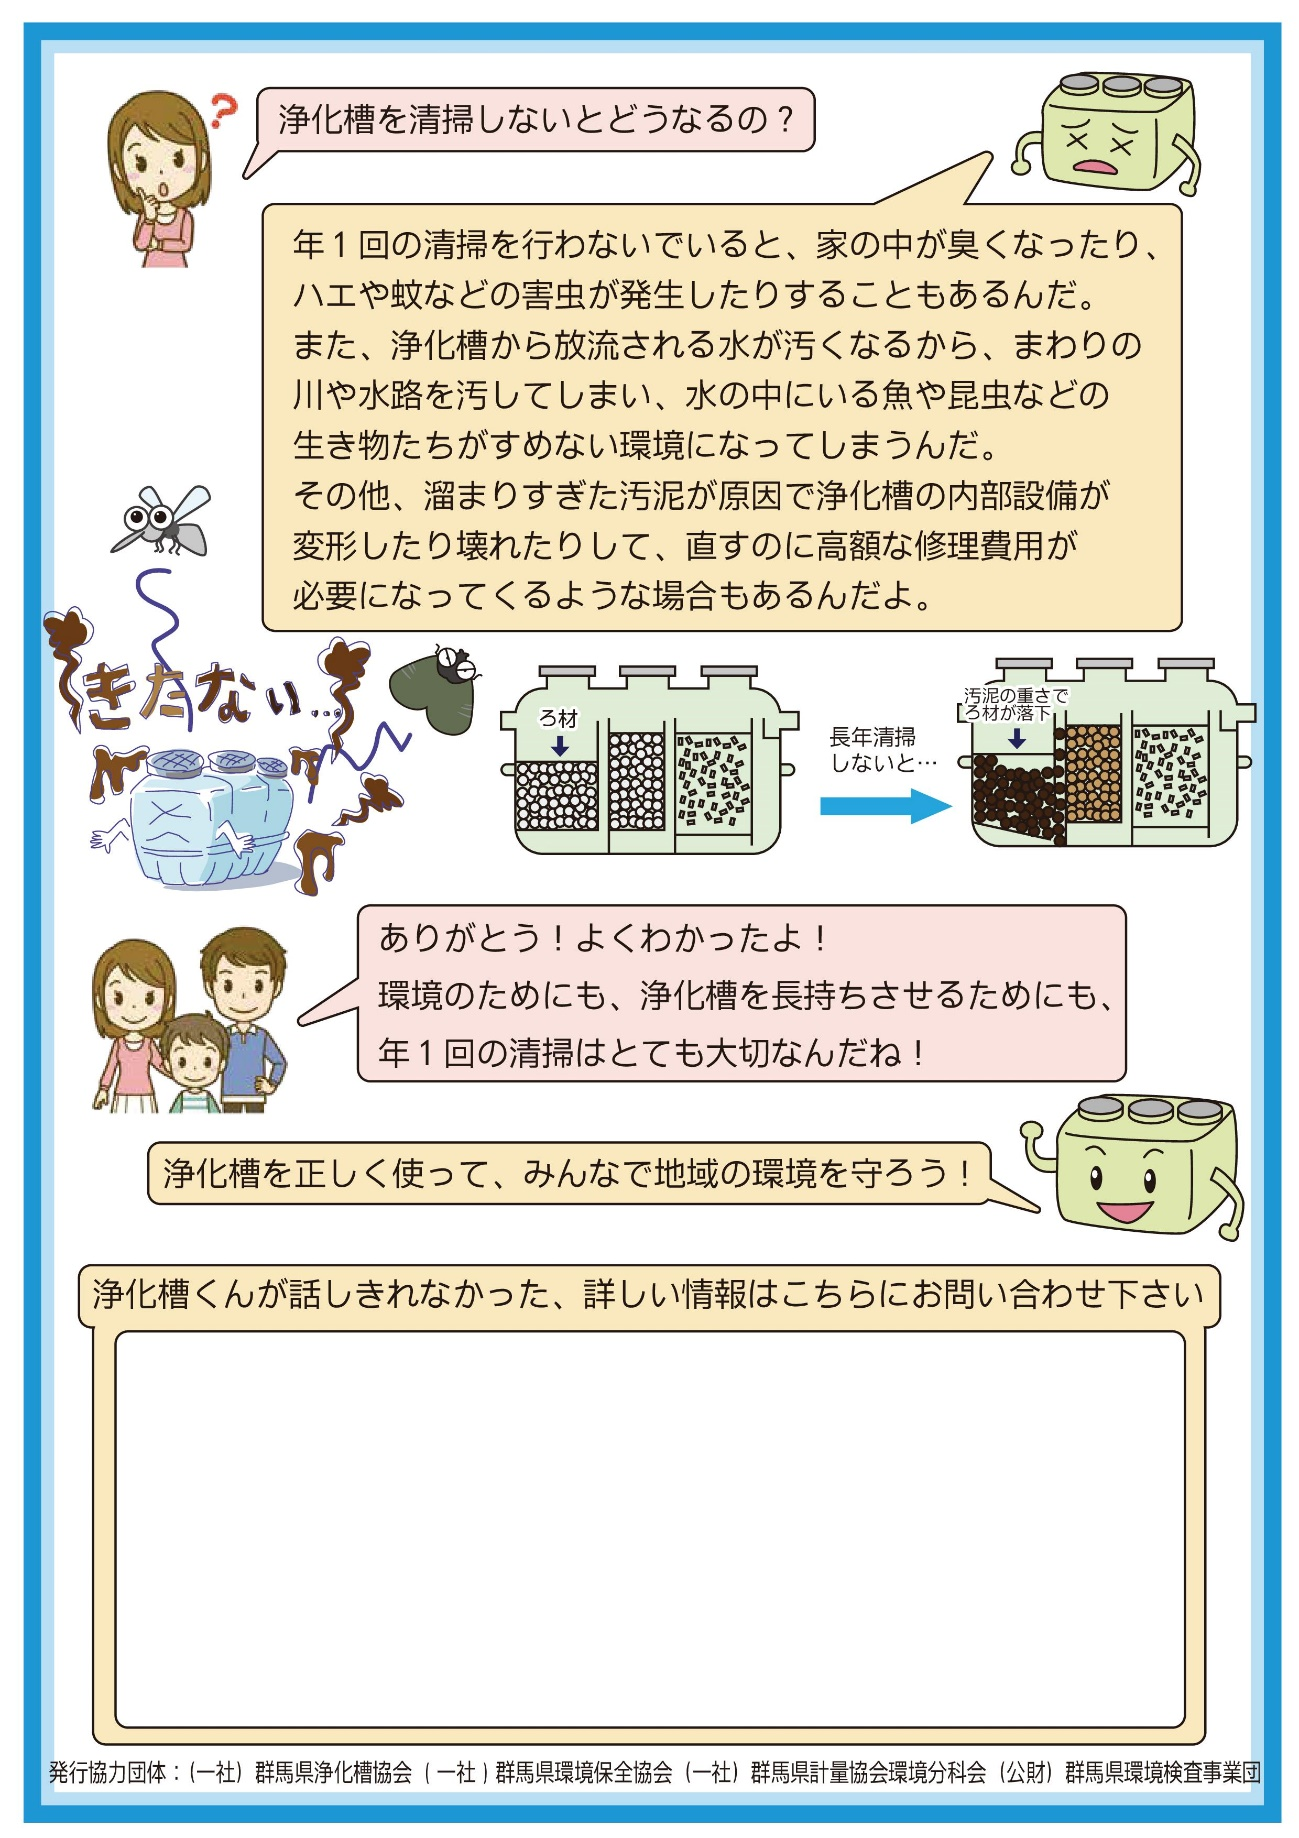 浄化槽を清掃しないとどうなるの？
年１回の清掃を行わないでいると、家の中が臭くなったり、
ハエや蚊などの害虫が発生したりすることもあるんだ。
また、浄化槽から放流される水が汚くなるから、まわりの
川や水路を汚してしまい、水の中にいる魚や昆虫などの
生き物たちがすめない環境になってしまうんだ。
その他、溜まりすぎた汚泥が原因で浄化槽の内部設備が
変形したり壊れたりして、直すのに高額な修理費用が
必要になってくるような場合もあるんだよ。
きたない…
ろ材
長年清掃
しないと…
汚泥の重さで
ろ材が落下
ありがとう！よくわかったよ！
環境のためにも、浄化槽を長持ちさせるためにも、
年１回の清掃はとても大切なんだね！
浄化槽を正しく使って、みんなで地域の環境を守ろう！
浄化槽くんが話しきれなかった、詳しい情報はこちらにお問い合わせ下さい
発行協力団体：（一社）群馬県浄化槽協会（一社）群馬県環境保全協会（一社）群馬県計量協会環境分科会（公財）群馬県環境検査事業団